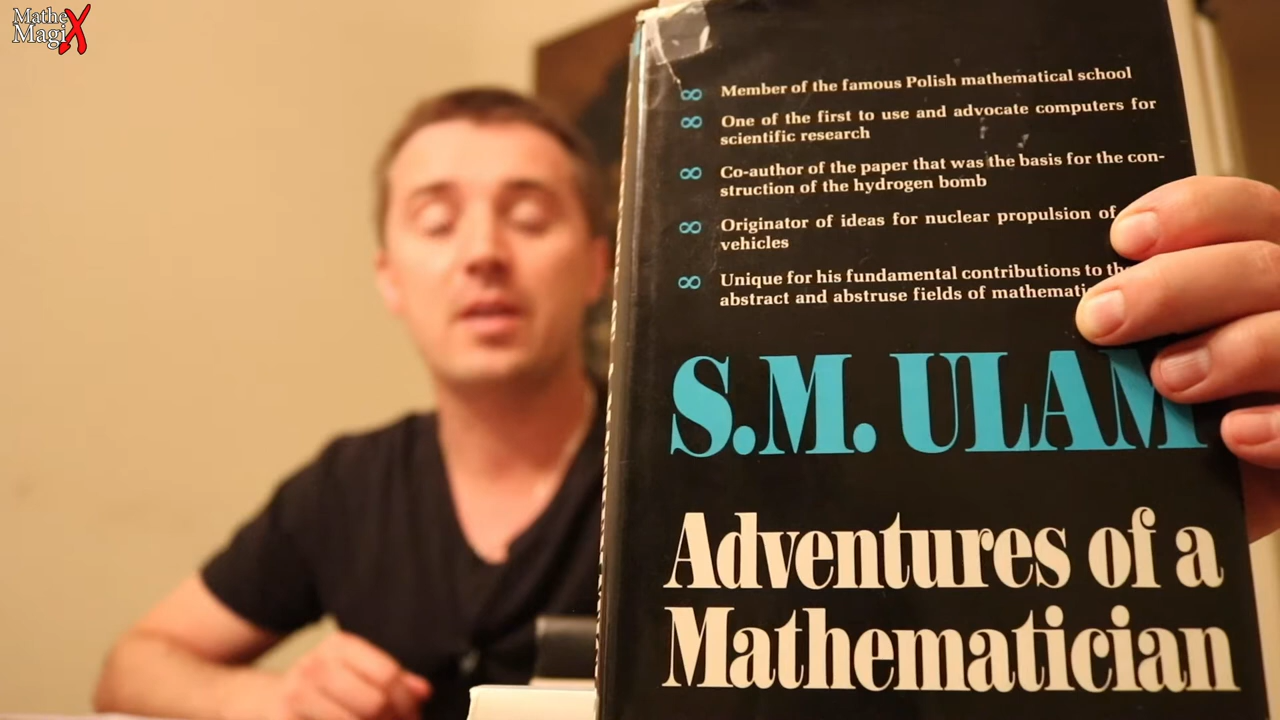 Mathe
MagiX
∞ Member of the famous Polish mathematical school
∞ One of the first to use and advocate computers for
scientific research
∞ Co-author of the paper that was the basis for the con-
struction of the hydrogen bomb
∞ Originator of ideas for nuclear propulsion of
vehicles
∞ Unique for his fundamental contributions to the
abstract and abstruse fields of
S.M. ULAM
Adventures of a
Mathematician